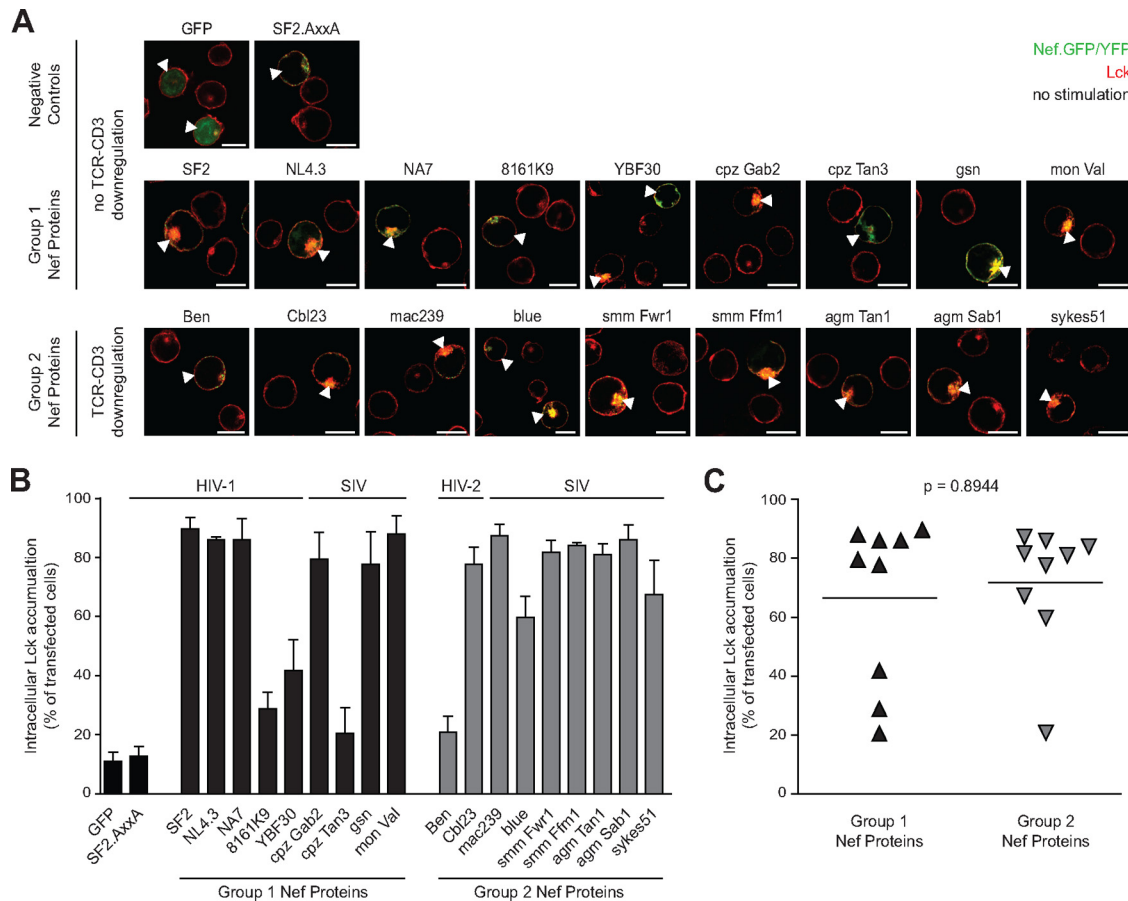 A
GFP SF2.AxxA
Nef.GFP/YFP
Lck
no stimulation
Negative
Controls
no TCR-CD3
downregulation
SF2 NL4.3 NA7 8161K9 YBF30 cpz Gab2 cpz Tan3 gsn mon Val
Group 1
Nef Proteins
Ben Cbl23 mac239 blue smm Fwr1 smm Ffm1 agm Tan1 agm Sab1 sykes51
Group 2
Nef Proteins
TCR-CD3
downregulation
B
HIV-1 SIV HIV-2 SIV
Intracellular Lck accumualtion
(% of transfected cells)
100
80
60
40
20
0
GFP
SF2.AxxA
SF2
NL4.3
NA7
8161K9
YBF30
cpz Gab2
cpz Tan3
gsn
mon Val
Ben
Cbl23
mac239
blue
smm Fwr1
smm Ffm1
agm Tan1
agm Sab1
sykes51
Group 1 Nef Proteins Group 2 Nef Proteins
C
p = 0.8944
Intracellular Lck accumualtion
(% of transfected cells)
100
80
60
40
20
0
Group 1
Nef Proteins
Group 2
Nef Proteins